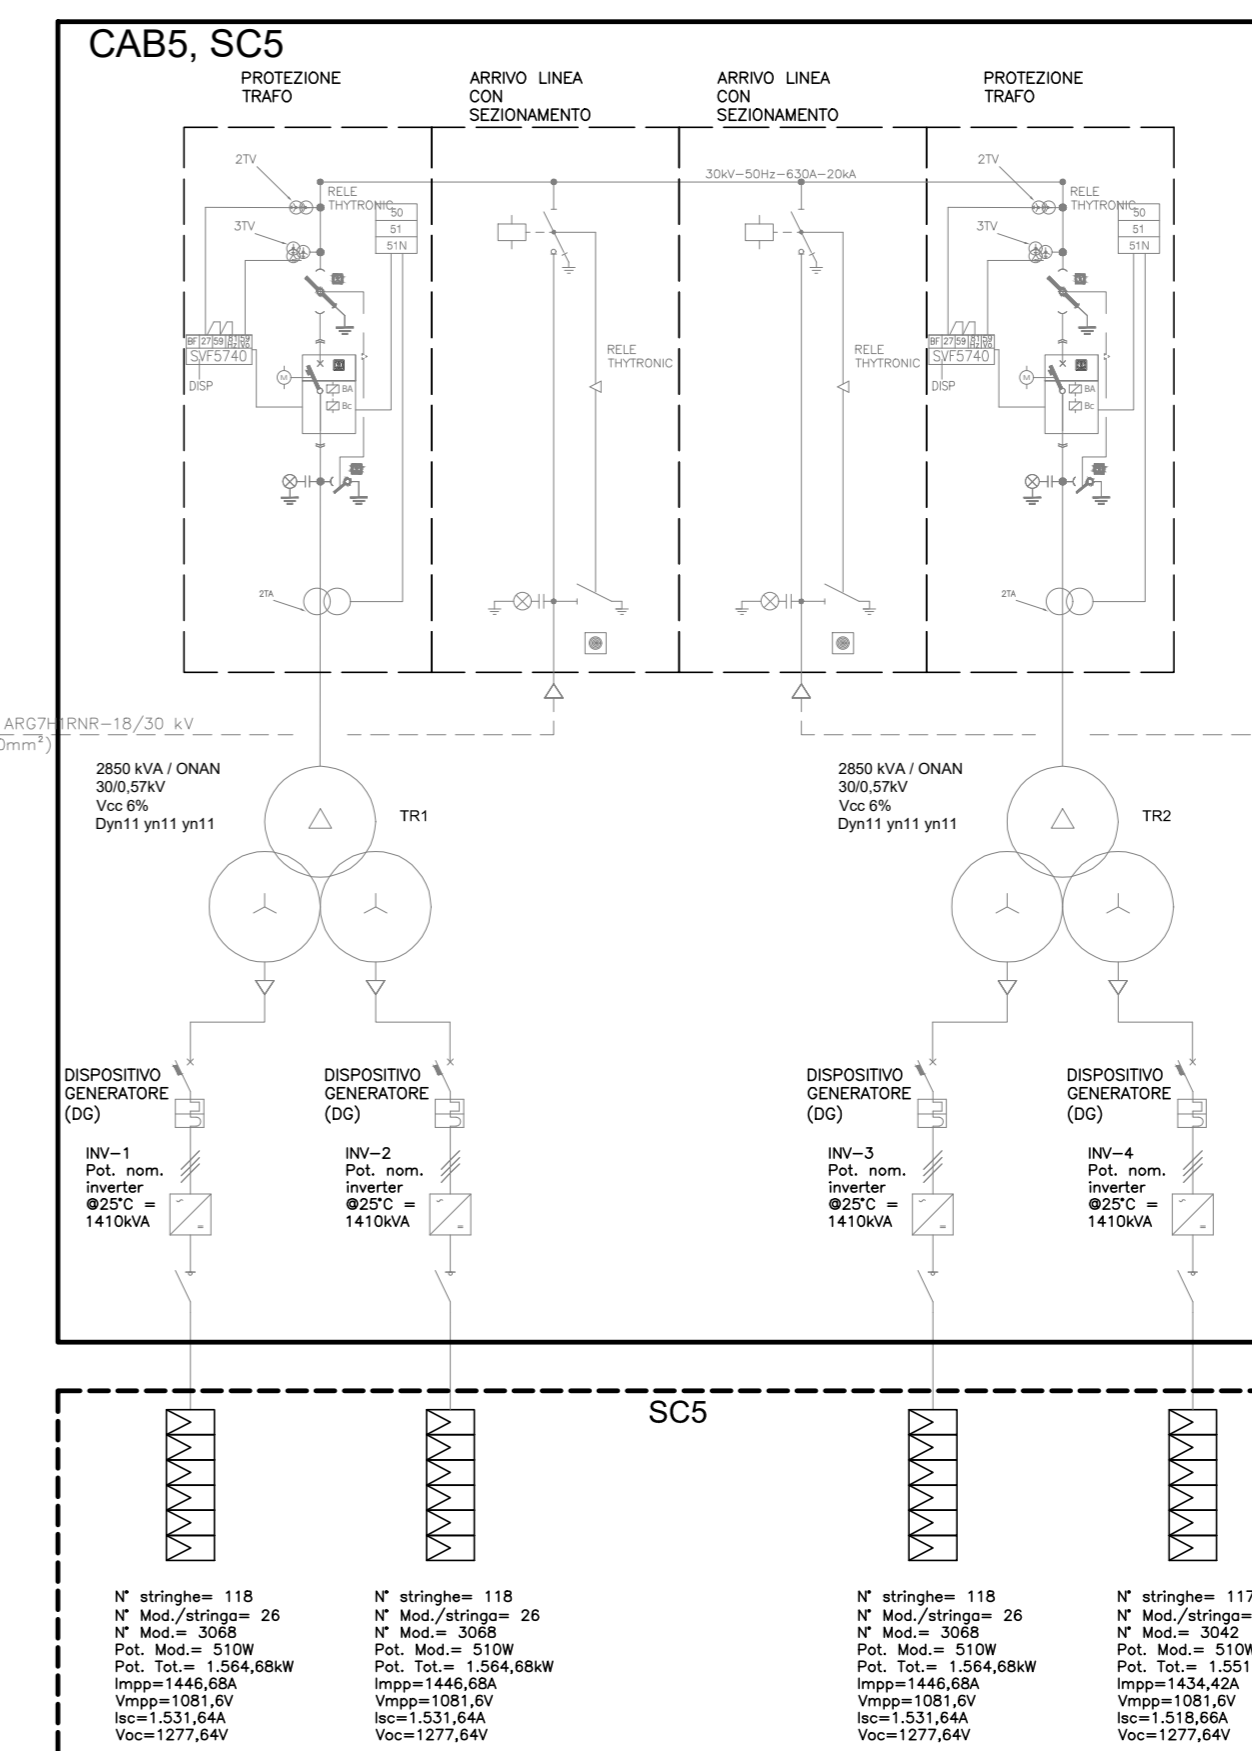 CAB5, SC5
PROTEZIONE
TRAFO
ARRIVO LINEA
CON
SEZIONAMENTO
ARRIVO LINEA
CON
SEZIONAMENTO
PROTEZIONE
TRAFO
2TV
RELE
THYTRONIC
50
51
51N
3TV
BF 27 59
SVF5740
DISP
M
BA
Bc
2TA
RELE
THYTRONIC
30kV-50Hz-630A-20kA
RELE
THYTRONIC
2TV
RELE
THYTRONIC
50
51
51N
3TV
BF 27 59
SVF5740
DISP
M
BA
Bc
2TA
ARG7H1RNR-18/30 kV
0mm²)
2850 kVA / ONAN
30/0,57kV
Vcc 6%
Dyn11 yn11 yn11
TR1
2850 kVA / ONAN
30/0,57kV
Vcc 6%
Dyn11 yn11 yn11
TR2
DISPOSITIVO
GENERATORE
(DG)
INV-1
Pot. nom.
inverter
@25°C =
1410kVA
DISPOSITIVO
GENERATORE
(DG)
INV-2
Pot. nom.
inverter
@25°C =
1410kVA
DISPOSITIVO
GENERATORE
(DG)
INV-3
Pot. nom.
inverter
@25°C =
1410kVA
DISPOSITIVO
GENERATORE
(DG)
INV-4
Pot. nom.
inverter
@25°C =
1410kVA
SC5
N° stringhe= 118
N° Mod./stringa= 26
N° Mod.= 3068
Pot. Mod.= 510W
Pot. Tot.= 1.564,68kW
Impp=1446,68A
Vmpp=1081,6V
Isc=1.531,64A
Voc=1277,64V
N° stringhe= 118
N° Mod./stringa= 26
N° Mod.= 3068
Pot. Mod.= 510W
Pot. Tot.= 1.564,68kW
Impp=1446,68A
Vmpp=1081,6V
Isc=1.531,64A
Voc=1277,64V
N° stringhe= 118
N° Mod./stringa= 26
N° Mod.= 3068
Pot. Mod.= 510W
Pot. Tot.= 1.564,68kW
Impp=1446,68A
Vmpp=1081,6V
Isc=1.531,64A
Voc=1277,64V
N° stringhe= 117
N° Mod./stringa=
N° Mod.= 3042
Pot. Mod.= 510W
Pot. Tot.= 1.551
Impp=1434,42A
Vmpp=1081,6V
Isc=1.518,66A
Voc=1277,64V